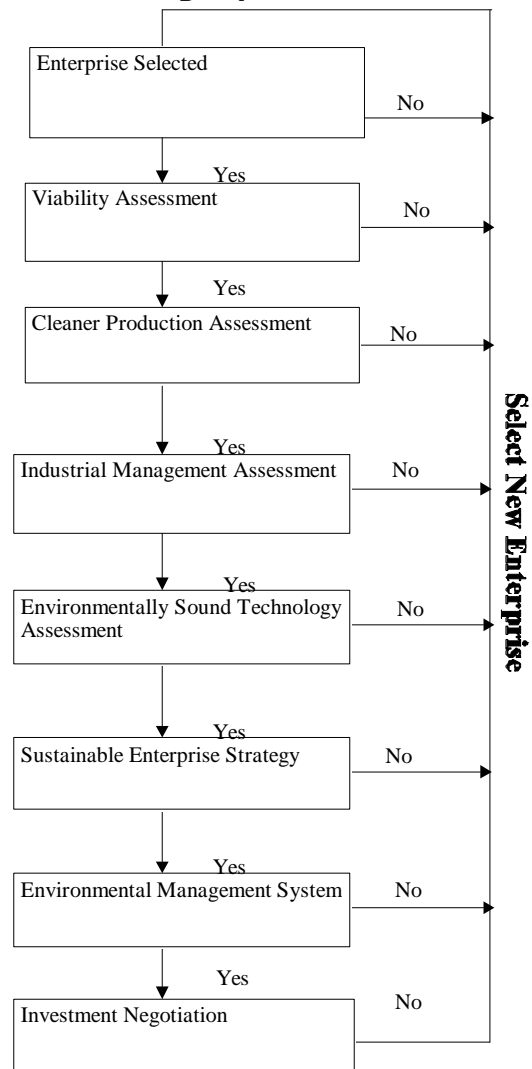 Enterprise Selected
No
Yes
Viability Assessment
No
Yes
Cleaner Production Assessment
No
Yes
Industrial Management Assessment
No
Yes
Environmentally Sound Technology
Assessment
No
Yes
Sustainable Enterprise Strategy
No
Yes
Environmental Management System
No
Yes
Investment Negotiation
No
Select New Enterprise